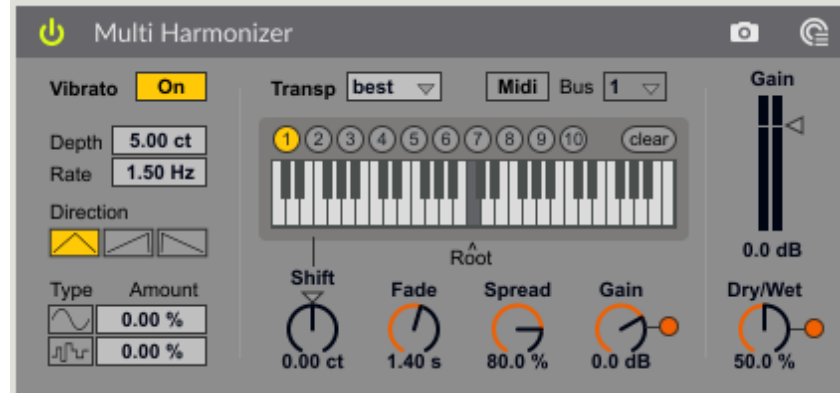 Multi Harmonizer
Vibrato On
Transp best Midi Bus 1
Gain
1 2 3 4 5 6 7 8 9 10 clear
Depth 5.00 ct
Rate 1.50 Hz
Direction
Root
0.0 dB
Type Amount
Shift Fade Spread Gain Dry/Wet
0.00 %
0.00 %
0.00 ct 1.40 s 80.0 % 0.0 dB 50.0 %